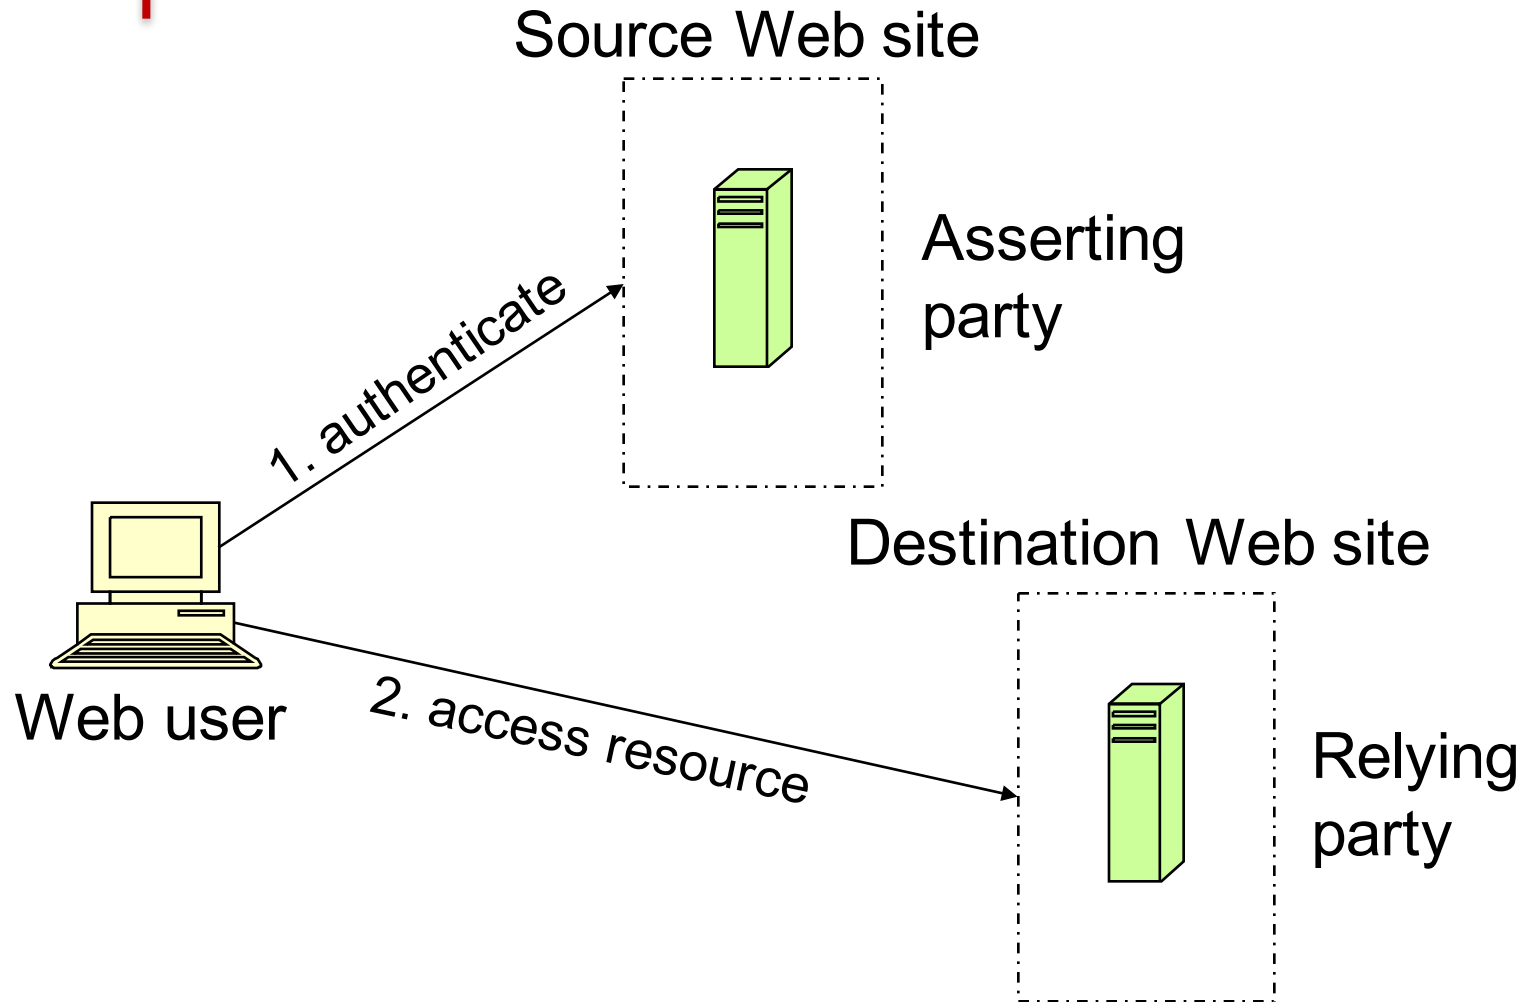 Source Web site
Asserting
party
1. authenticate
Destination Web site
Web user
2. access resource
Relying
party